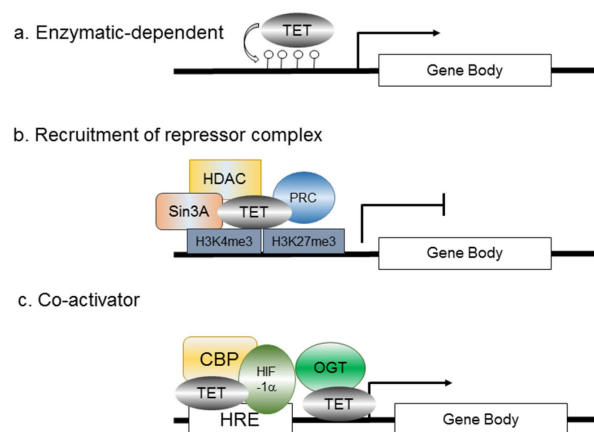 a. Enzymatic-dependent
TET
Gene Body
b. Recruitment of repressor complex
HDAC
Sin3A
TET
PRC
H3K4me3
H3K27me3
Gene Body
c. Co-activator
CBP
HIF
-1α
OGT
TET
TET
HRE
Gene Body